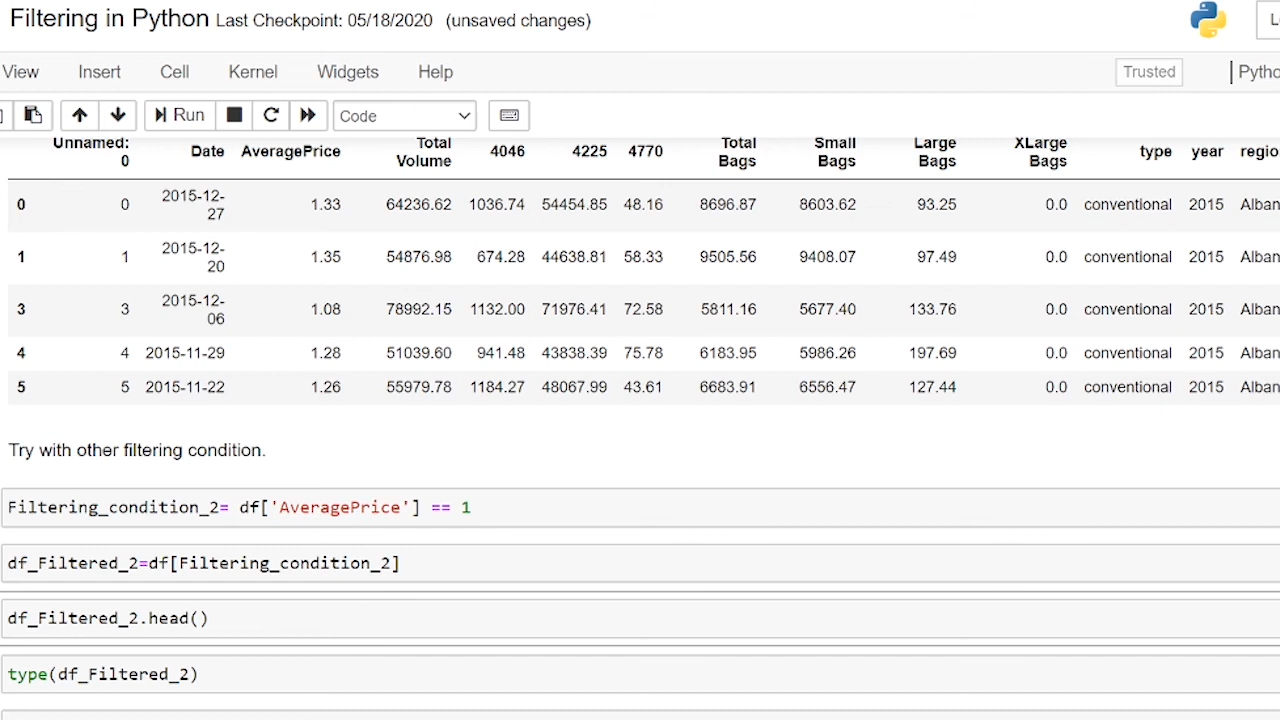 Filtering in Python Last Checkpoint: 05/18/2020 (unsaved changes)
View Insert Cell Kernel Widgets Help Trusted
Run Code
Unnamed: 0 Date AveragePrice Total Volume 4046 4225 4770 Total Bags Small Bags Large Bags XLarge Bags type year
0 0 2015-12-27 1.33 64236.62 1036.74 54454.85 48.16 8696.87 8603.62 93.25 0.0 conventional 2015 Alban
1 1 2015-12-20 1.35 54876.98 674.28 44638.81 58.33 9505.56 9408.07 97.49 0.0 conventional 2015 Alban
3 3 2015-12-06 1.08 78992.15 1132.00 71976.41 72.58 5811.16 5677.40 133.76 0.0 conventional 2015 Alban
4 4 2015-11-29 1.28 51039.60 941.48 43838.39 75.78 6183.95 5986.26 197.69 0.0 conventional 2015 Alban
5 5 2015-11-22 1.26 55979.78 1184.27 48067.99 43.61 6683.91 6556.47 127.44 0.0 conventional 2015 Alban
Try with other filtering condition.
Filtering_condition_2= df['AveragePrice'] == 1
df_Filtered_2=df[Filtering_condition_2]
df_Filtered_2.head()
type(df_Filtered_2)